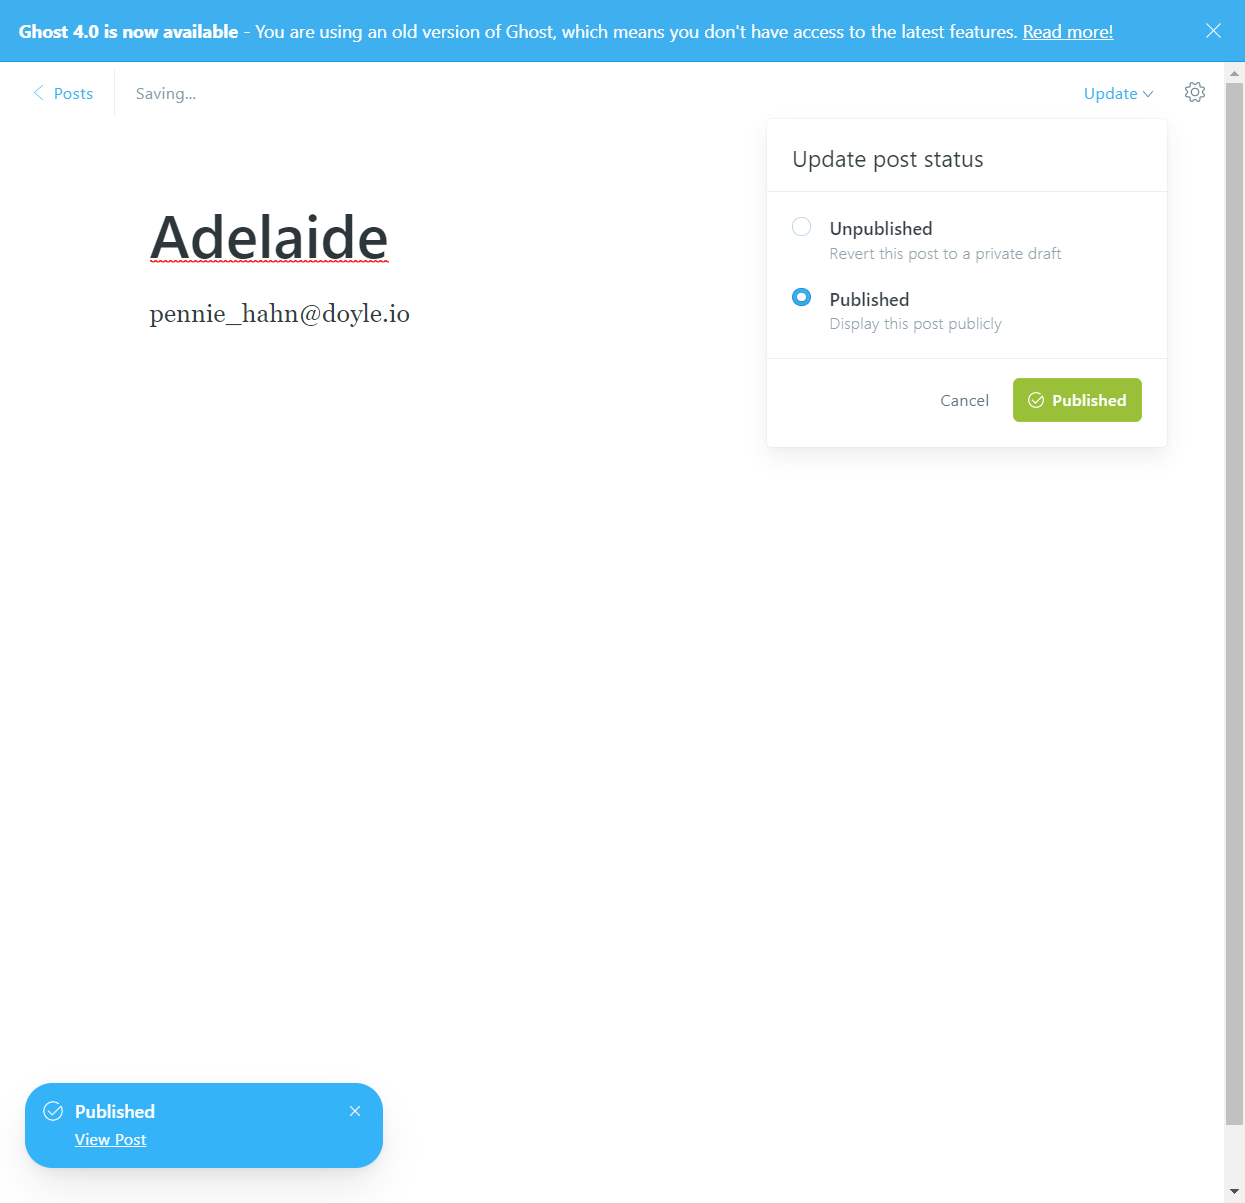 Ghost 4.0 is now available - You are using an old version of Ghost, which means you don't have access to the latest features. Read more!
Posts
Saving...
Update
Update post status
Adelaide
Unpublished
Revert this post to a private draft
Published
Display this post publicly
pennie_hahn@doyle.io
Cancel
Published
Published
View Post